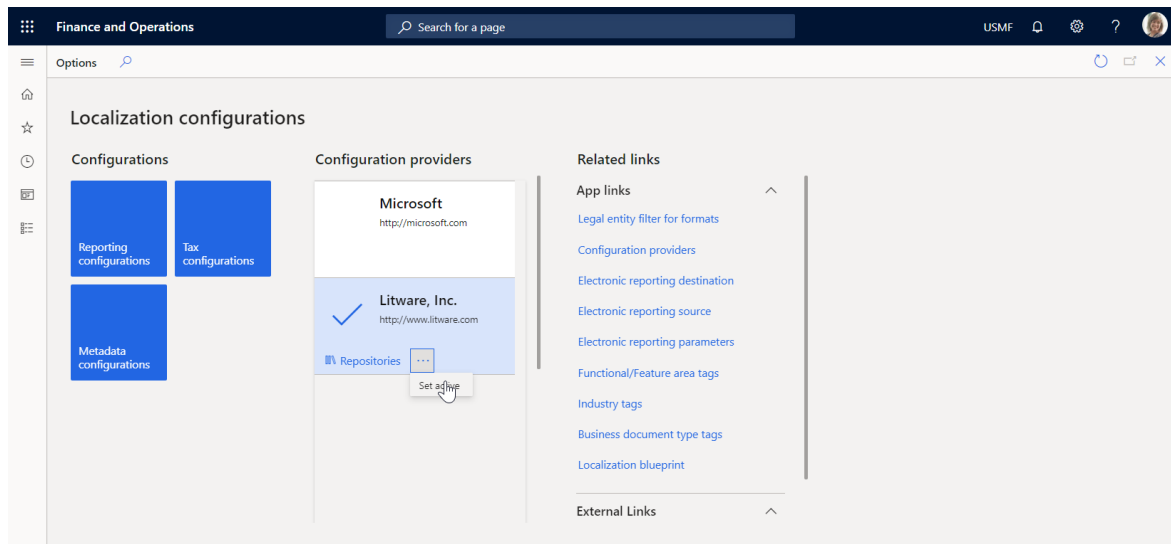 Finance and Operations
Search for a page
USMF
?
Options
Localization configurations
Configurations
Reporting
configurations
Tax
configurations
Metadata
configurations
Configuration providers
Microsoft
http://microsoft.com
Litware, Inc.
http://www.litware.com
Repositories
...
Set active
Related links
App links
Legal entity filter for formats
Configuration providers
Electronic reporting destination
Electronic reporting source
Electronic reporting parameters
Functional/Feature area tags
Industry tags
Business document type tags
Localization blueprint
External Links